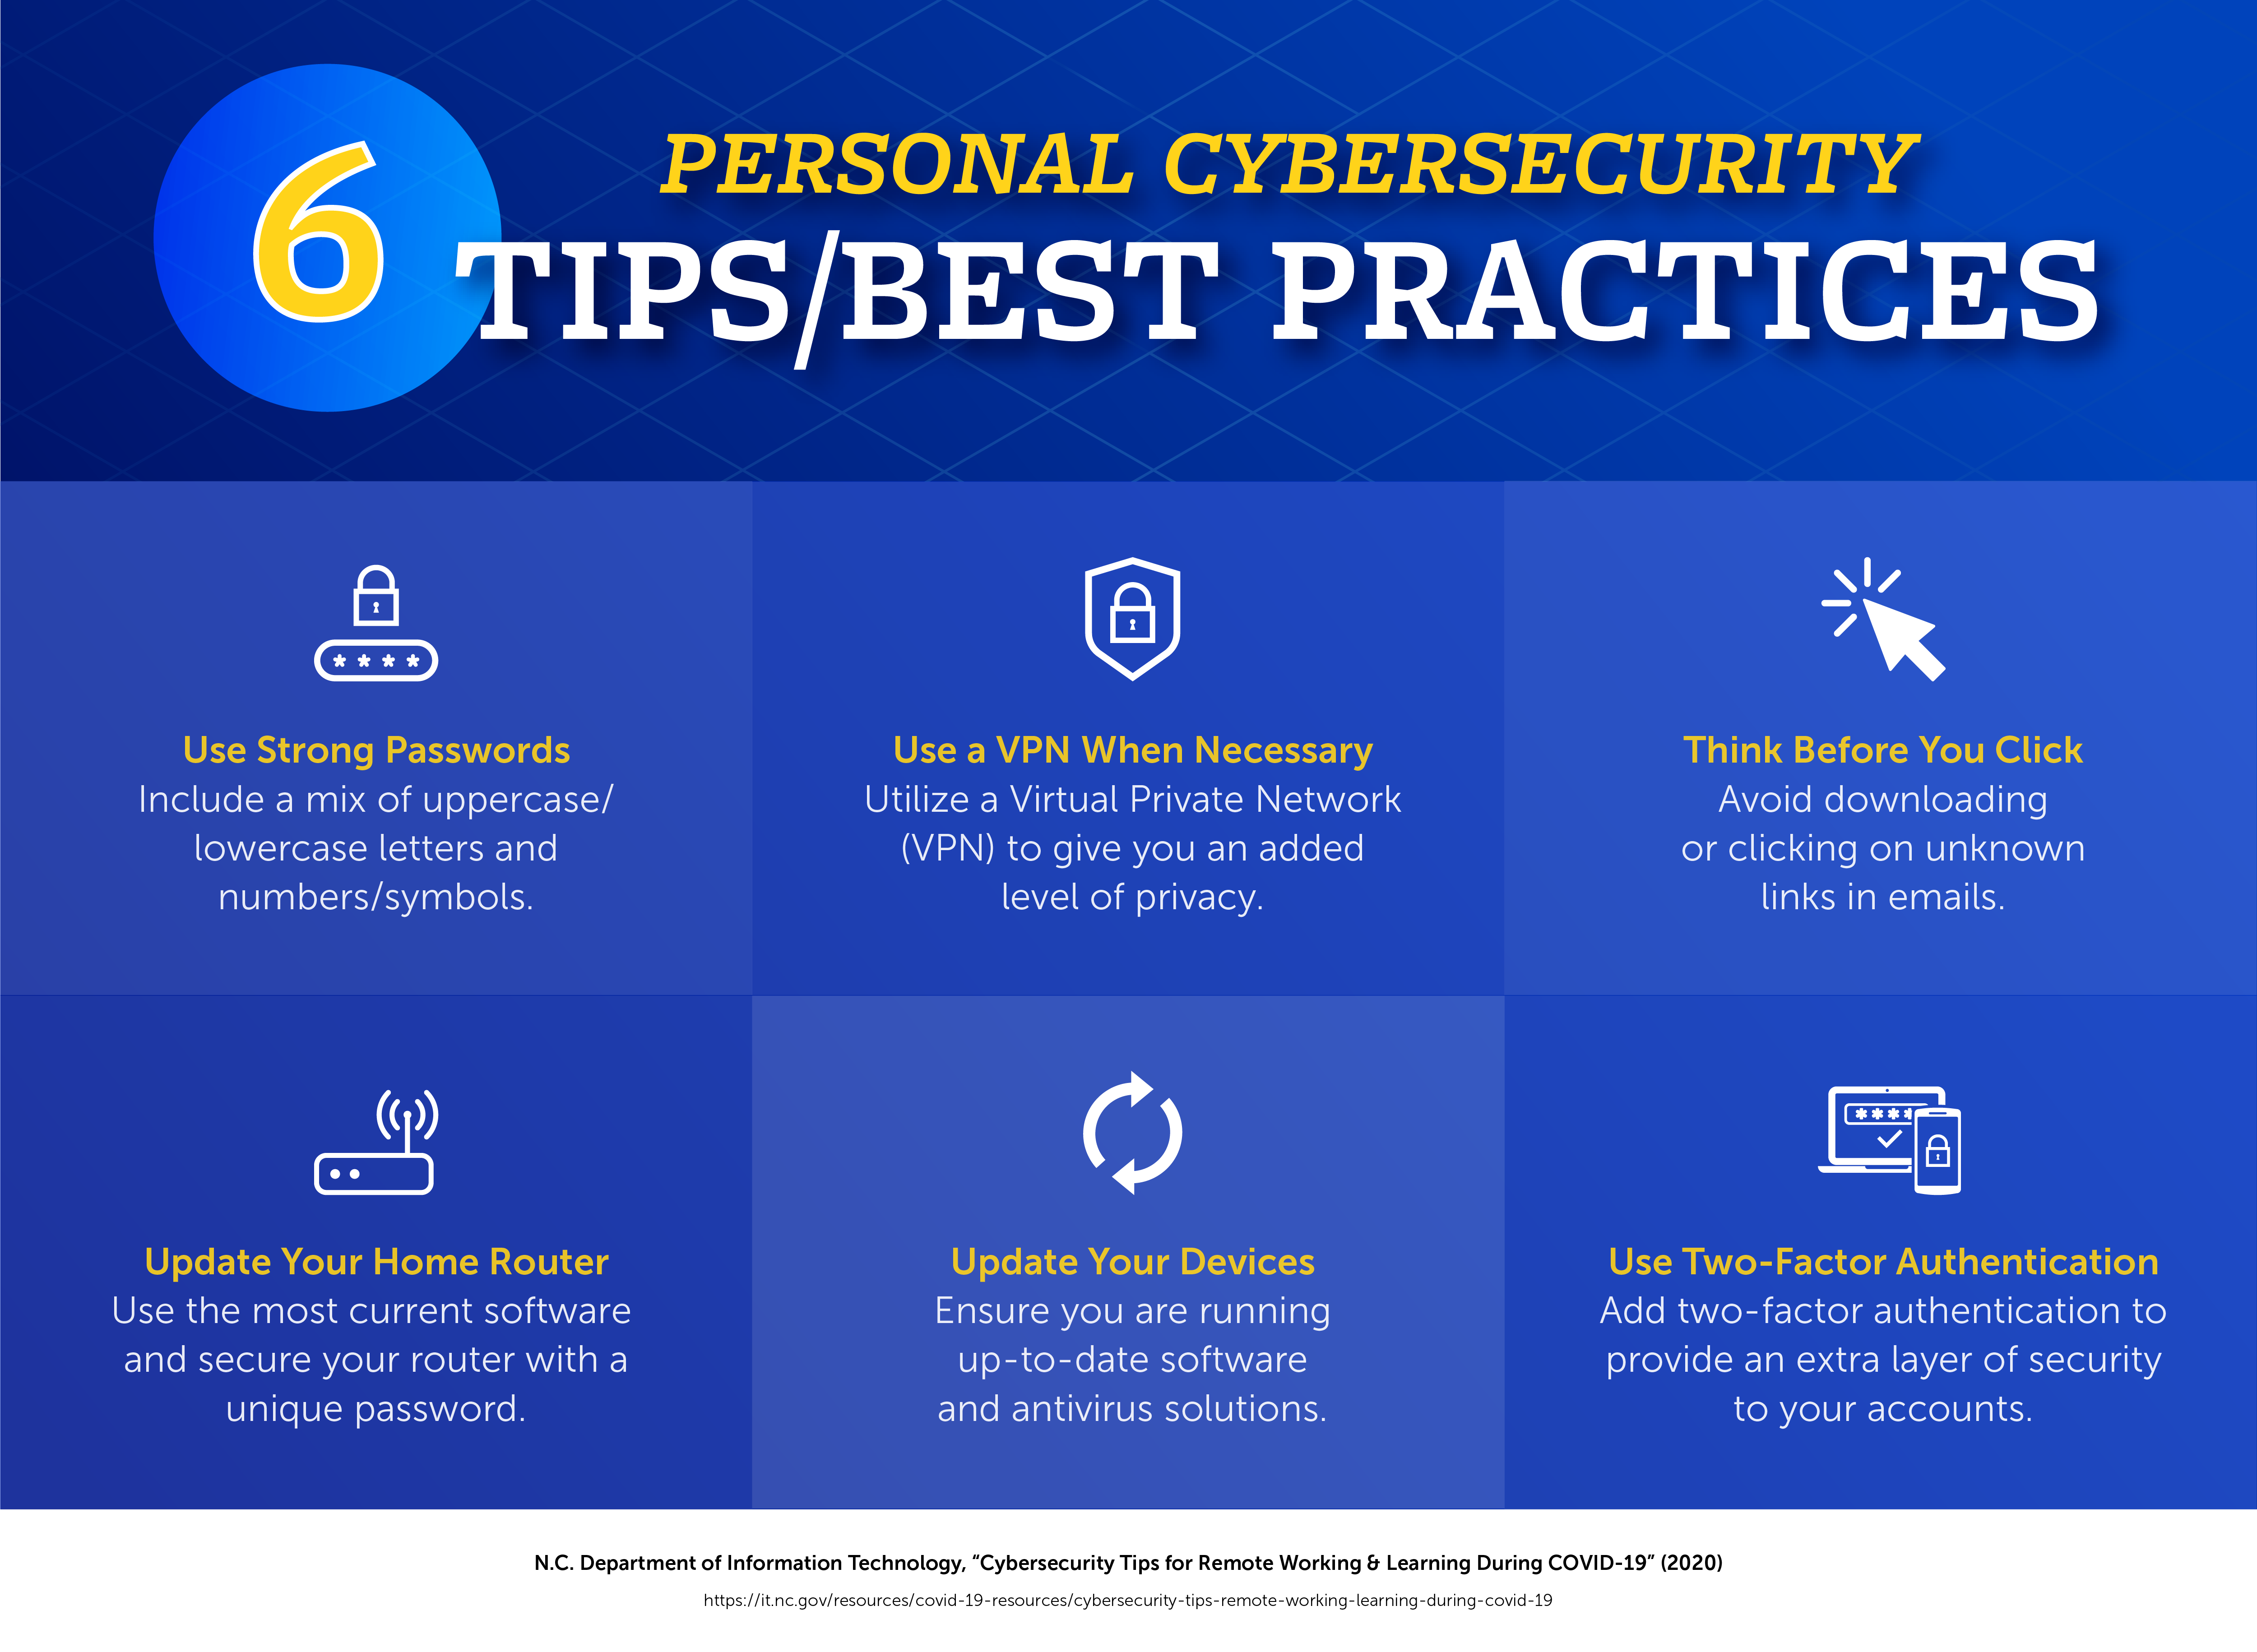 6
PERSONAL CYBERSECURITY
TIPS/BEST PRACTICES
****
Use Strong Passwords
Include a mix of uppercase/
lowercase letters and
numbers/symbols.
Use a VPN When Necessary
Utilize a Virtual Private Network
(VPN) to give you an added
level of privacy.
Think Before You Click
Avoid downloading
or clicking on unknown
links in emails.
Update Your Home Router
Use the most current software
and secure your router with a
unique password.
Update Your Devices
Ensure you are running
up-to-date software
and antivirus solutions.
****
Use Two-Factor Authentication
Add two-factor authentication to
provide an extra layer of security
to your accounts.
N.C. Department of Information Technology, “Cybersecurity Tips for Remote Working & Learning During COVID-19” (2020)
https://it.nc.gov/resources/covid-19-resources/cybersecurity-tips-remote-working-learning-during-covid-19